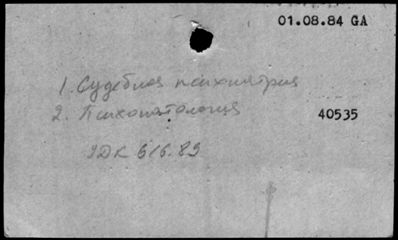 01.08.84 GA
1. Судебная психиатрия
2. Психопатология
40535
УДК 616.89